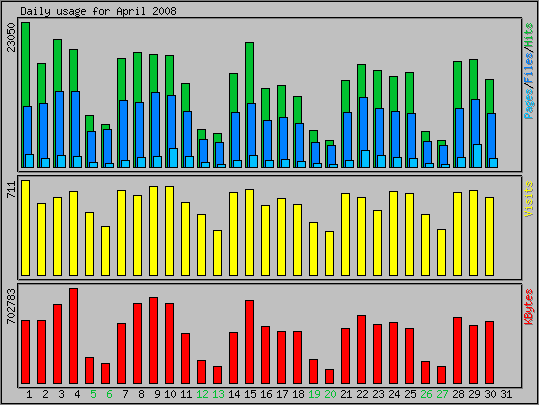 Daily usage for April 2008
23050
Pages/Files/Hits
711
Visits
702783
KBytes
1 2 3 4 5 6 7 8 9 10 11 12 13 14 15 16 17 18 19 20 21 22 23 24 25 26 27 28 29 30 31